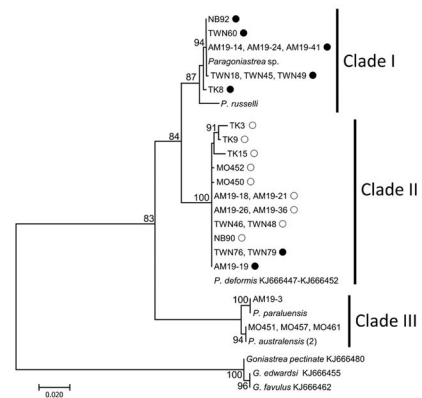 NB92
94
TWN60
AM19-14, AM19-24, AM19-41
Paragoniastrea sp.
Clade I
87
TWN18, TWN45, TWN49
TK8
P. russelli
91
TK3
84
TK9
TK15
MO452
MO450
Clade II
100
AM19-18, AM19-21
AM19-26, AM19-36
83
TWN46, TWN48
NB90
TWN76, TWN79
AM19-19
P. deformis KJ666447-KJ666452
100
AM19-3
P. paraluensis
Clade III
MO451, MO457, MO461
94
P. australensis (2)
Goniastrea pectinate KJ666480
100
G. edwardsi KJ666455
96
G. favulus KJ666462
0.020